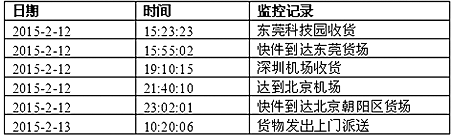 日期 时间 监控记录
2015-2-12 15:23:23 东莞科技园收货
2015-2-12 15:55:02 快件到达东莞货场
2015-2-12 19:10:15 深圳机场收货
2015-2-12 21:40:10 达到北京机场
2015-2-12 23:02:01 快件到达北京朝阳区货场
2015-2-13 10:20:06 货物发出上门派送